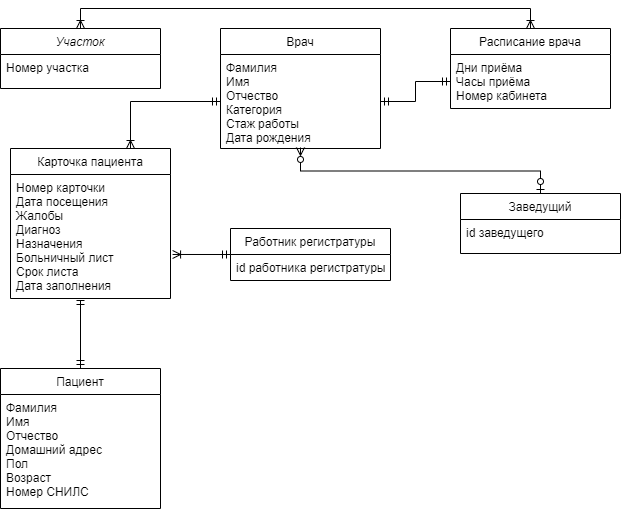 Участок
Номер участка
Врач
Фамилия
Имя
Отчество
Категория
Стаж работы
Дата рождения
Расписание врача
Дни приёма
Часы приёма
Номер кабинета
Карточка пациента
Номер карточки
Дата посещения
Жалобы
Диагноз
Назначения
Больничный лист
Срок листа
Дата заполнения
Работник регистратуры
id работника регистратуры
Заведущий
id заведущего
Пациент
Фамилия
Имя
Отчество
Домашний адрес
Пол
Возраст
Номер СНИЛС